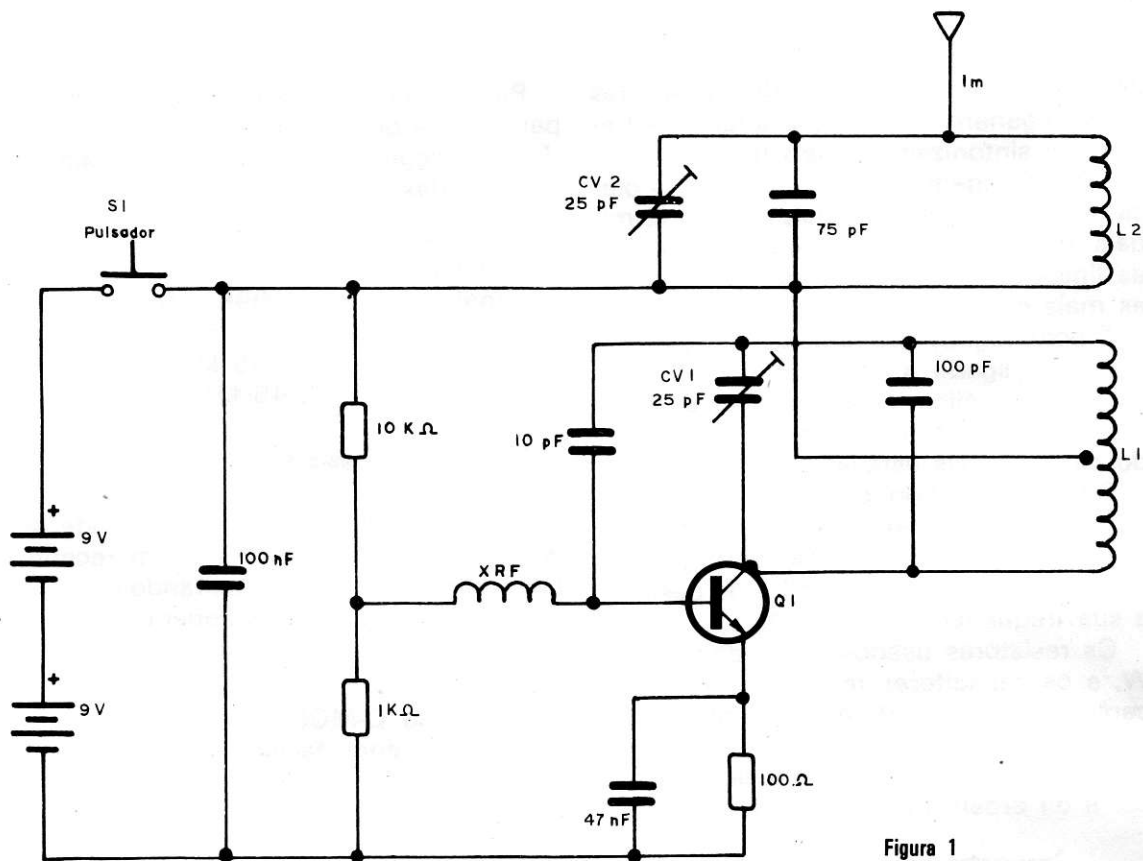 1m
CV 2
25 pF
75 pF
L2
S1
Pulsador
CV 1
25 pF
100 pF
10 KΩ
10 pF
L1
+
9 V
100 nF
XRF
Q1
+
9 V
1KΩ
100Ω
47 nF
Figura 1